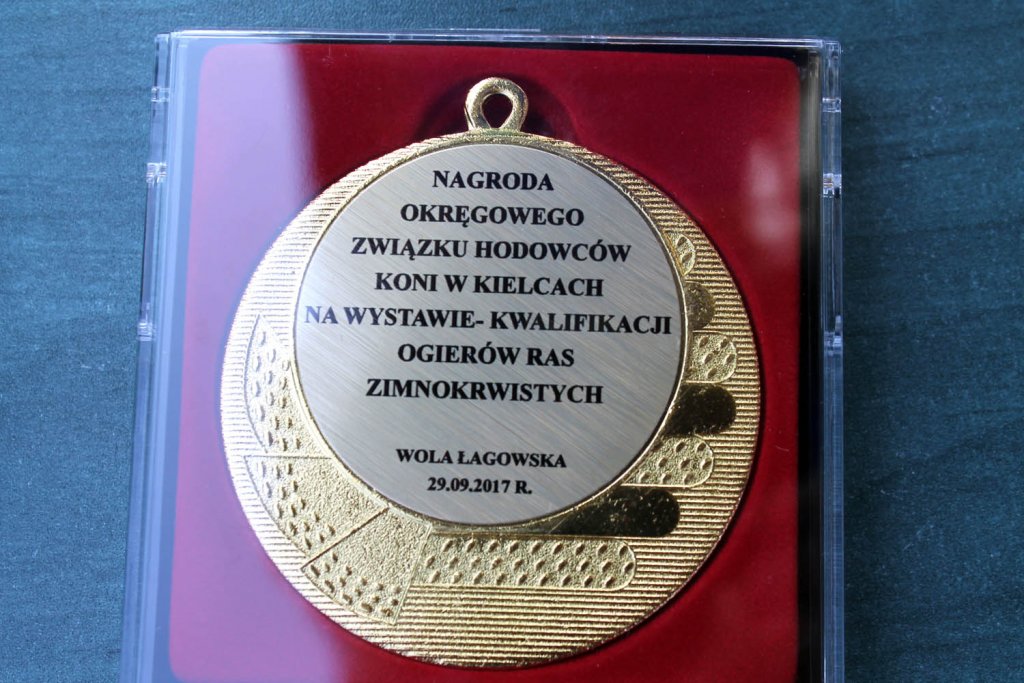 NAGRODA
OKRĘGOWEGO
ZWIĄZKU HODOWCÓW
KONI W KIELCACH
NA WYSTAWIE- KWALIFIKACJI
OGIERÓW RAS
ZIMNOKRWISTYCH
WOLA ŁAGOWSKA
29.09.2017 R.